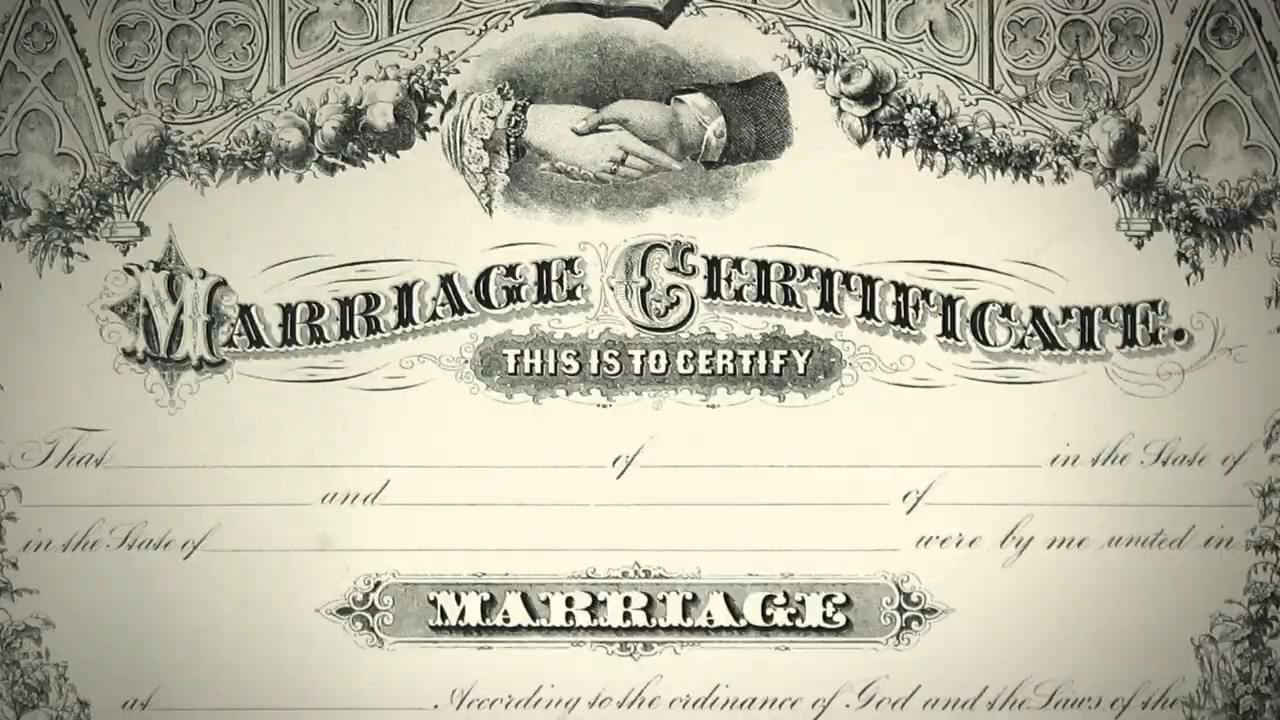 MARRIAGE CERTIFICATE.
THIS IS TO CERTIFY
That of in the State of
and of
in the State of were by me united in
MARRIAGE
at According to the ordinance of God and the Laws of the